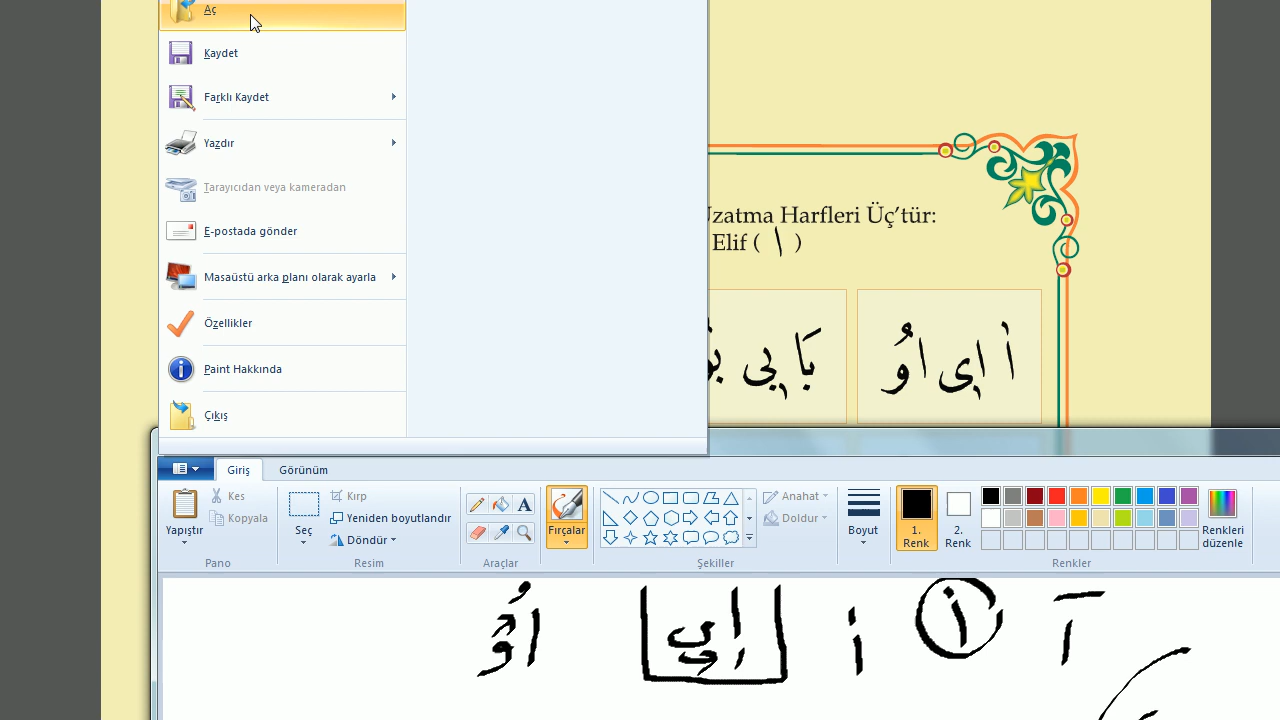 Aç
Kaydet
Farklı Kaydet
Yazdır
Tarayıcıdan veya kameradan
E-postada gönder
Masaüstü arka planı olarak ayarla
Özellikler
Paint Hakkında
Çıkış
Uzatma Harfleri Üç’tür:
Elif ( ا )
Giriş Görünüm
Yapıştır
Kes
Kopyala
Pano
Seç
Kırp
Yeniden boyutlandır
Döndür
Resim
A
Araçlar
Fırçalar
Şekiller
Anahat
Doldur
Boyut
1. Renk
2. Renk
Renkleri düzenle
Renkler